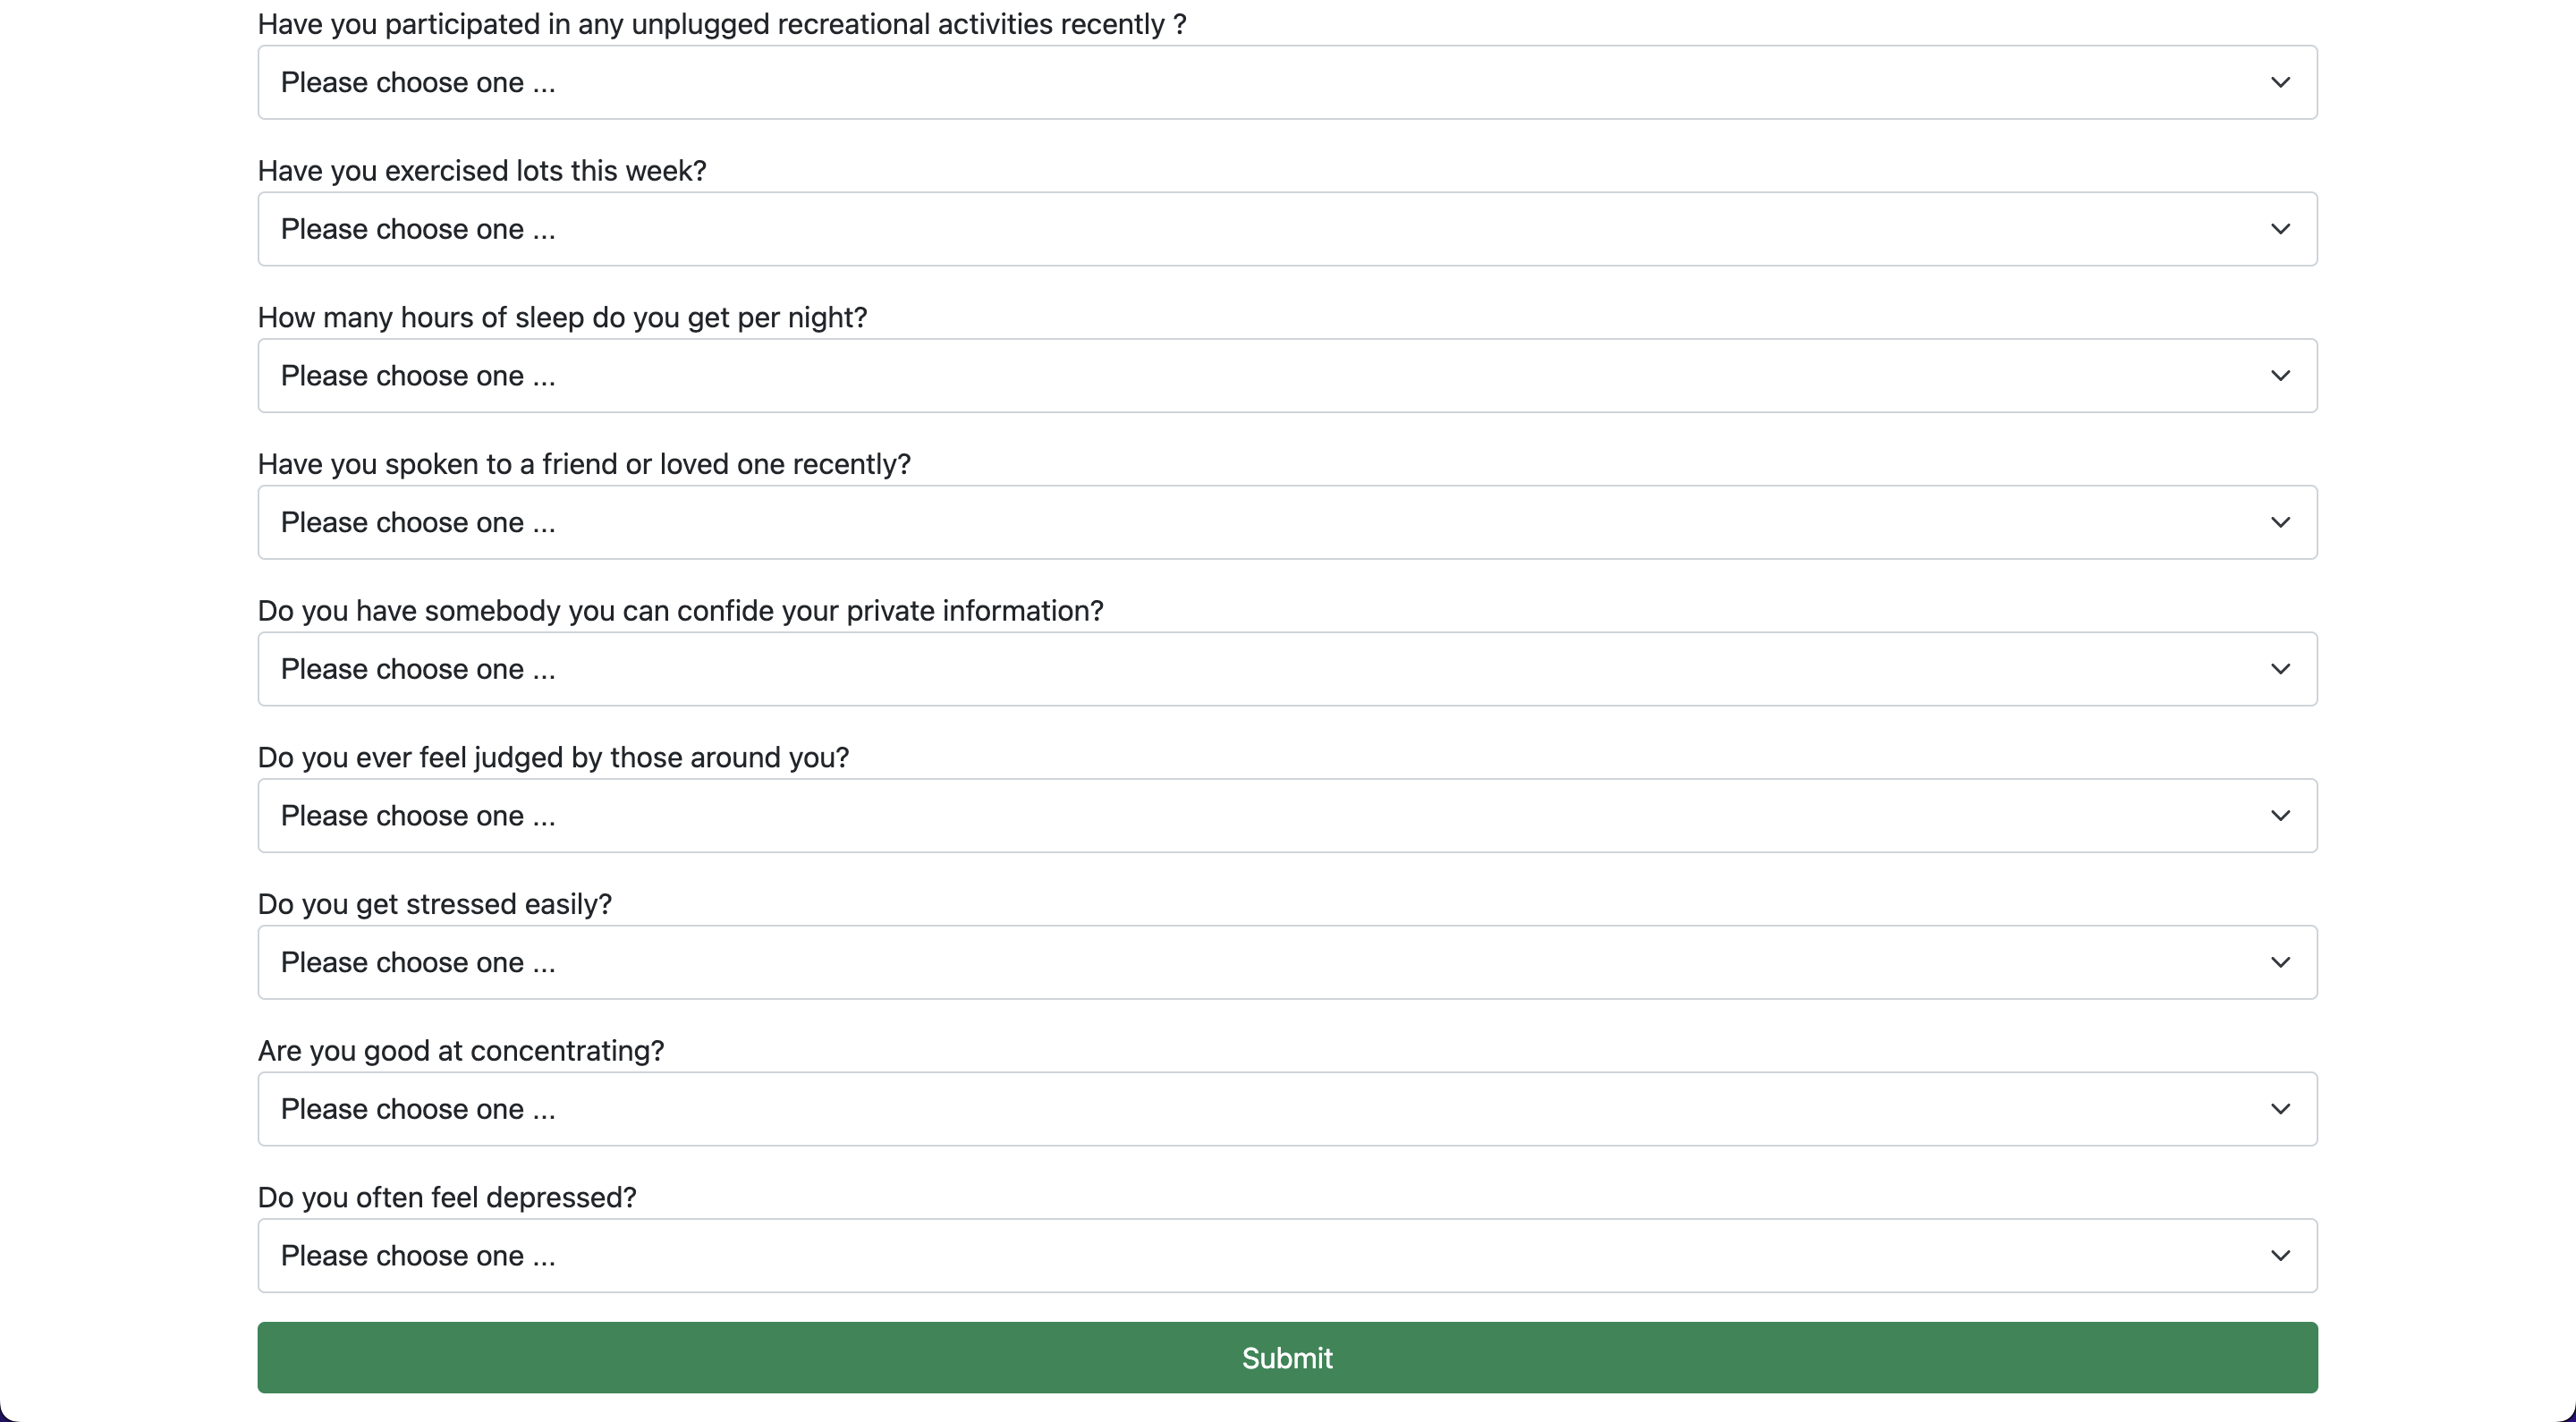 Have you participated in any unplugged recreational activities recently ?
Please choose one ...
Have you exercised lots this week?
Please choose one ...
How many hours of sleep do you get per night?
Please choose one ...
Have you spoken to a friend or loved one recently?
Please choose one ...
Do you have somebody you can confide your private information?
Please choose one ...
Do you ever feel judged by those around you?
Please choose one ...
Do you get stressed easily?
Please choose one ...
Are you good at concentrating?
Please choose one ...
Do you often feel depressed?
Please choose one ...
Submit